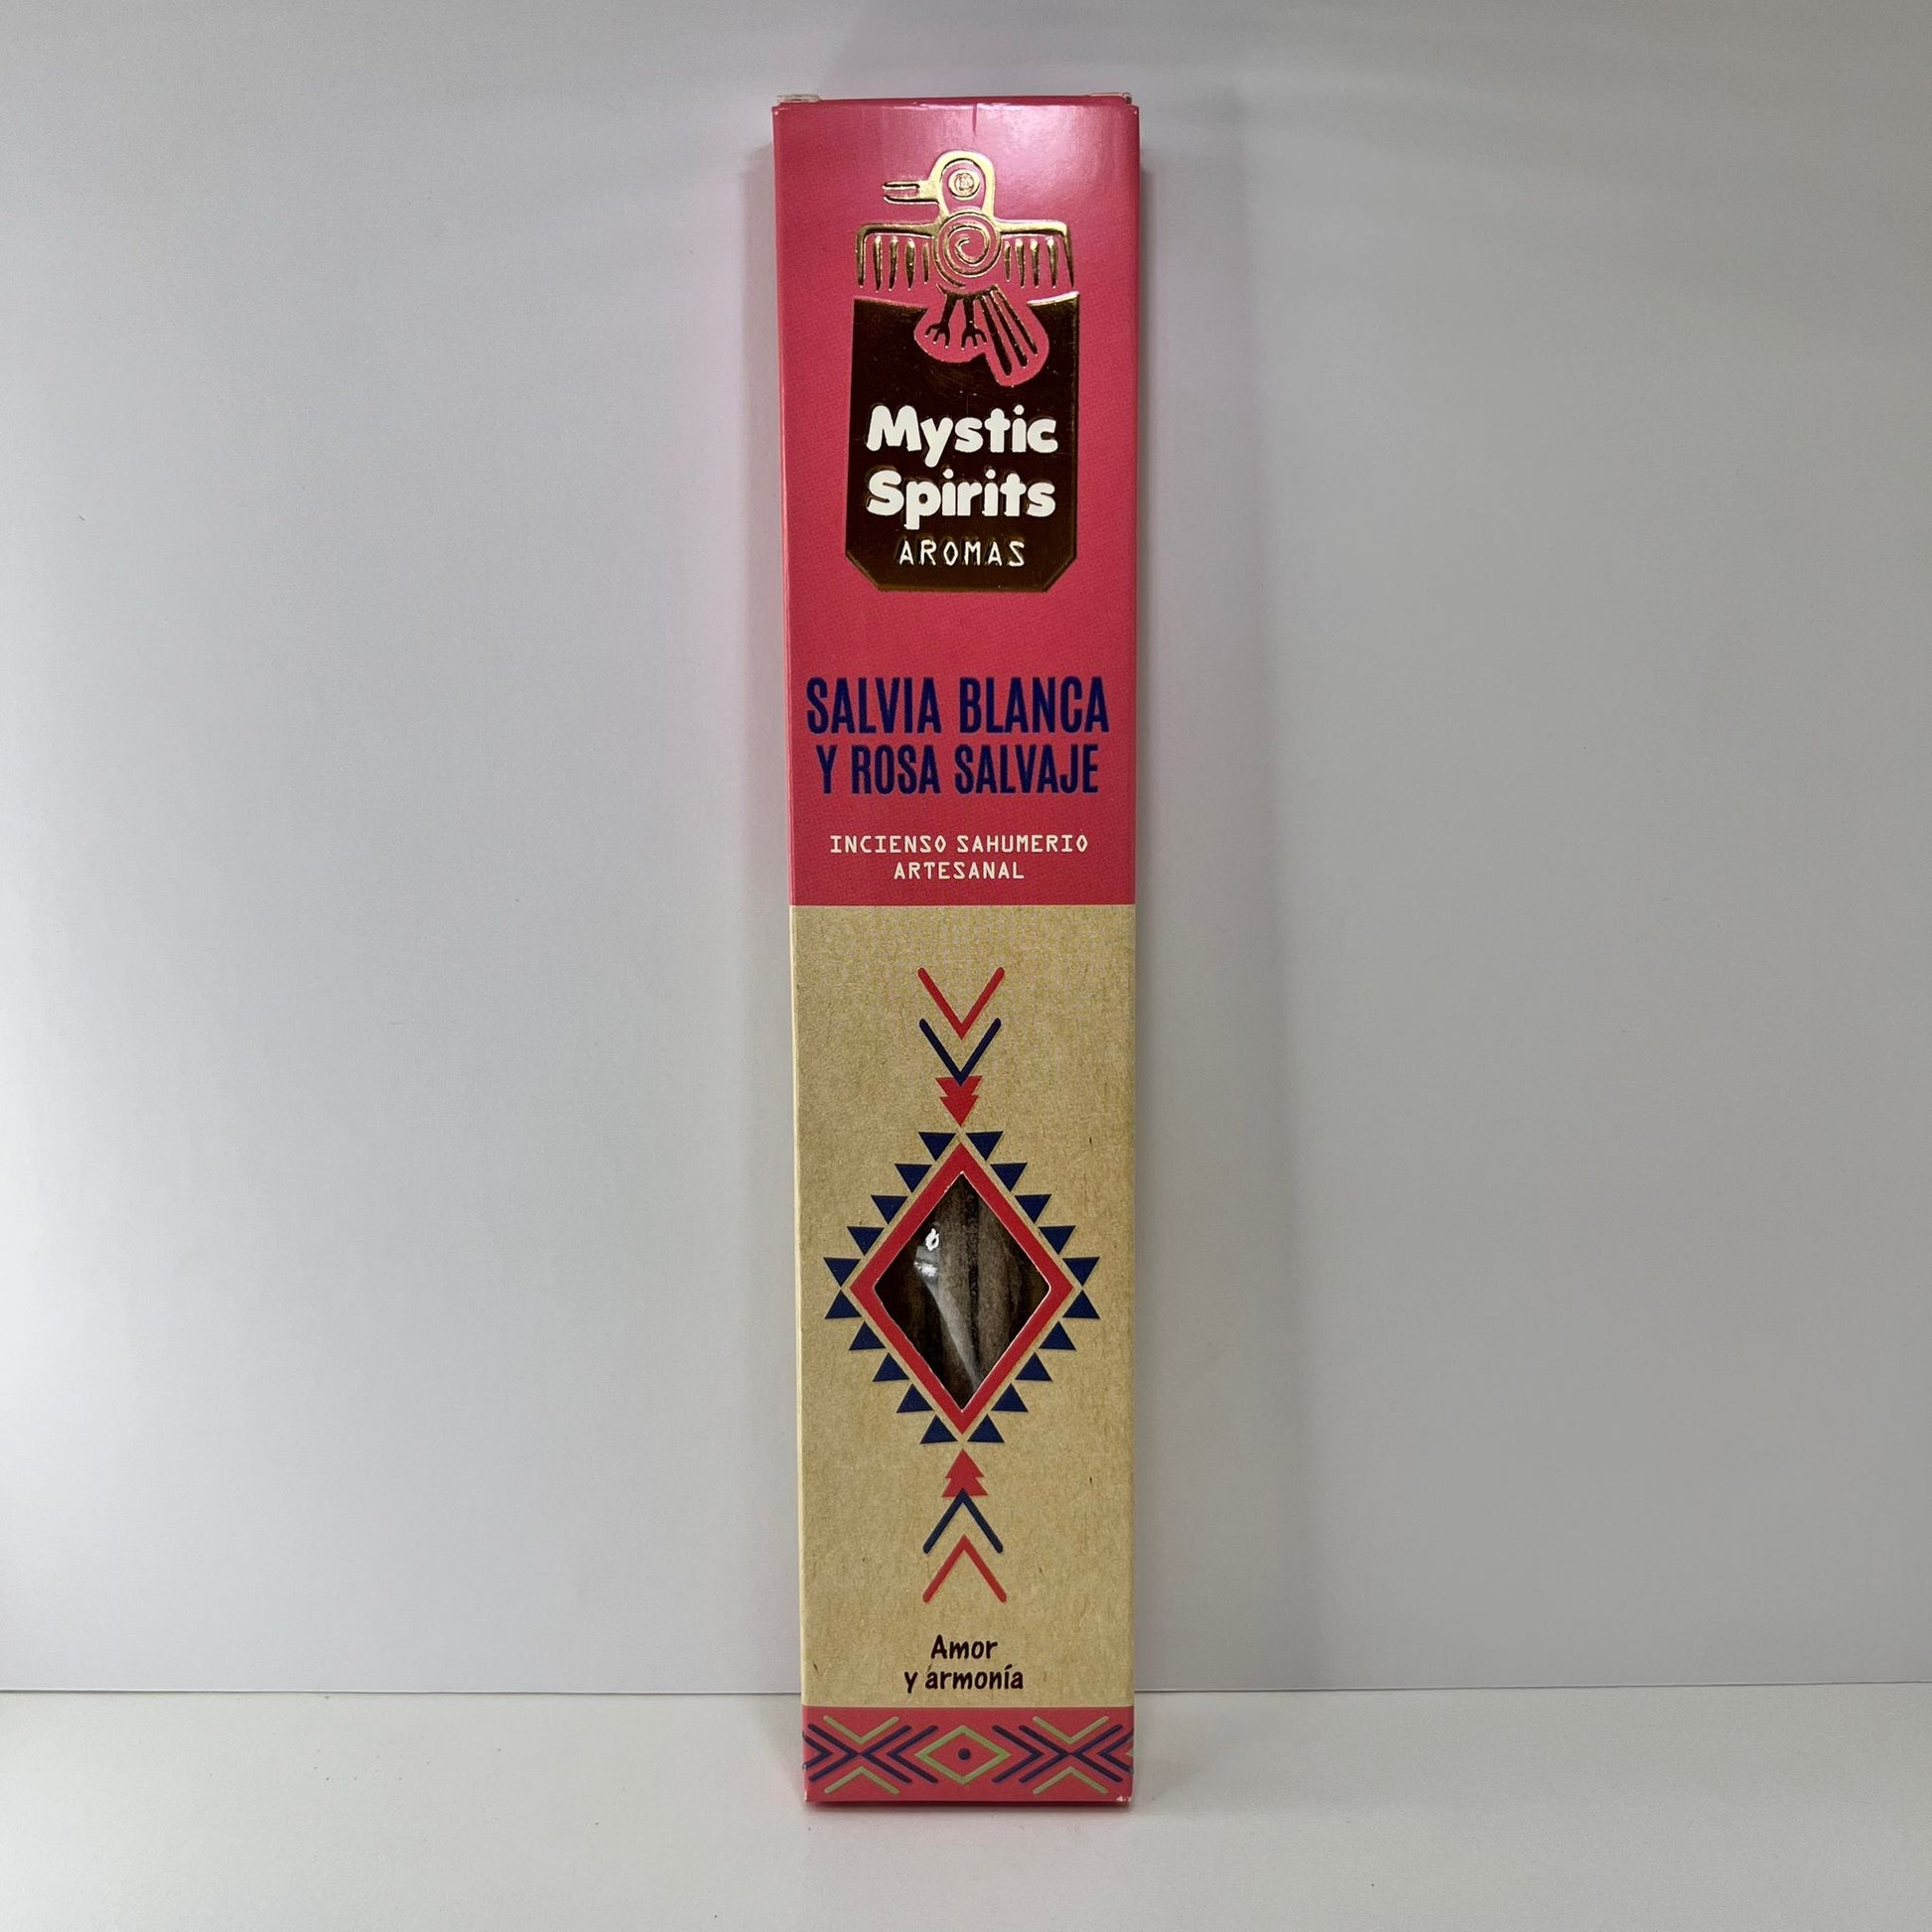 Mystic
Spirits
AROMAS
SALVIA BLANCA
Y ROSA SALVAJE
INCIENSO SAHUMERIO
ARTESANAL
Amor
y armonía